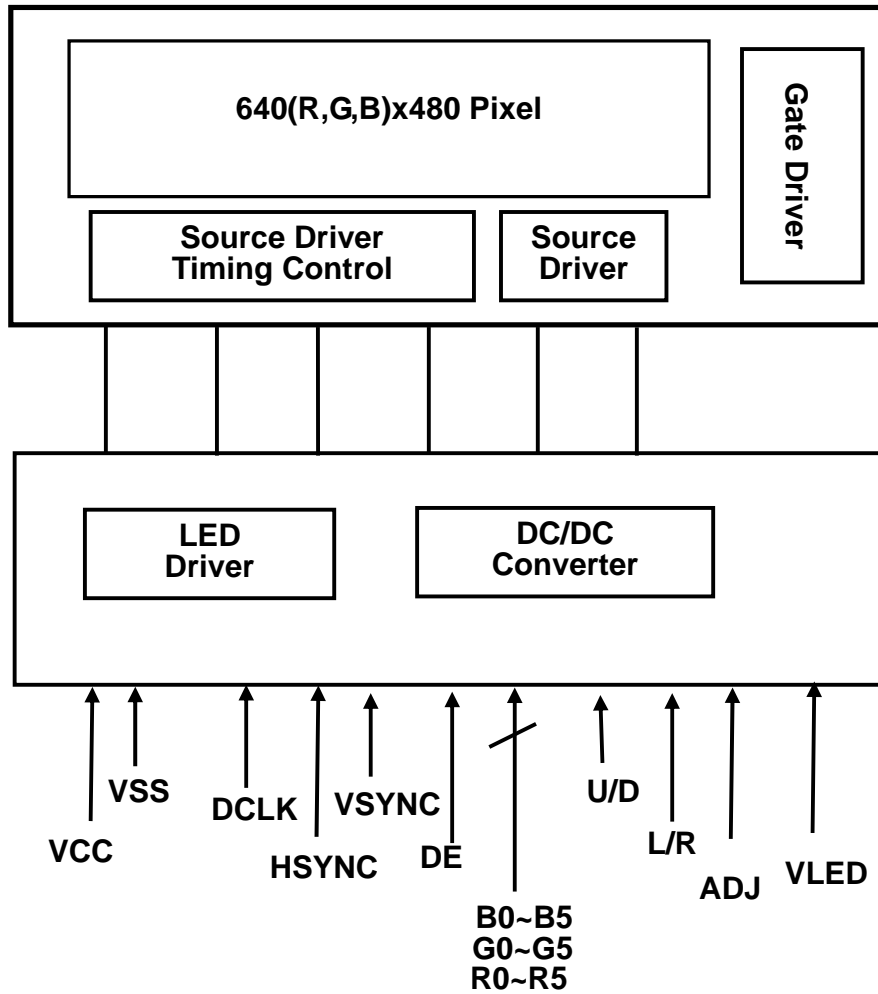 640(R,G,B)x480 Pixel
Gate Driver
Source Driver
Timing Control
Source
Driver
LED
Driver
DC/DC
Converter
VCC
VSS
DCLK
HSYNC
VSYNC
DE
B0~B5
G0~G5
R0~R5
U/D
L/R
ADJ
VLED